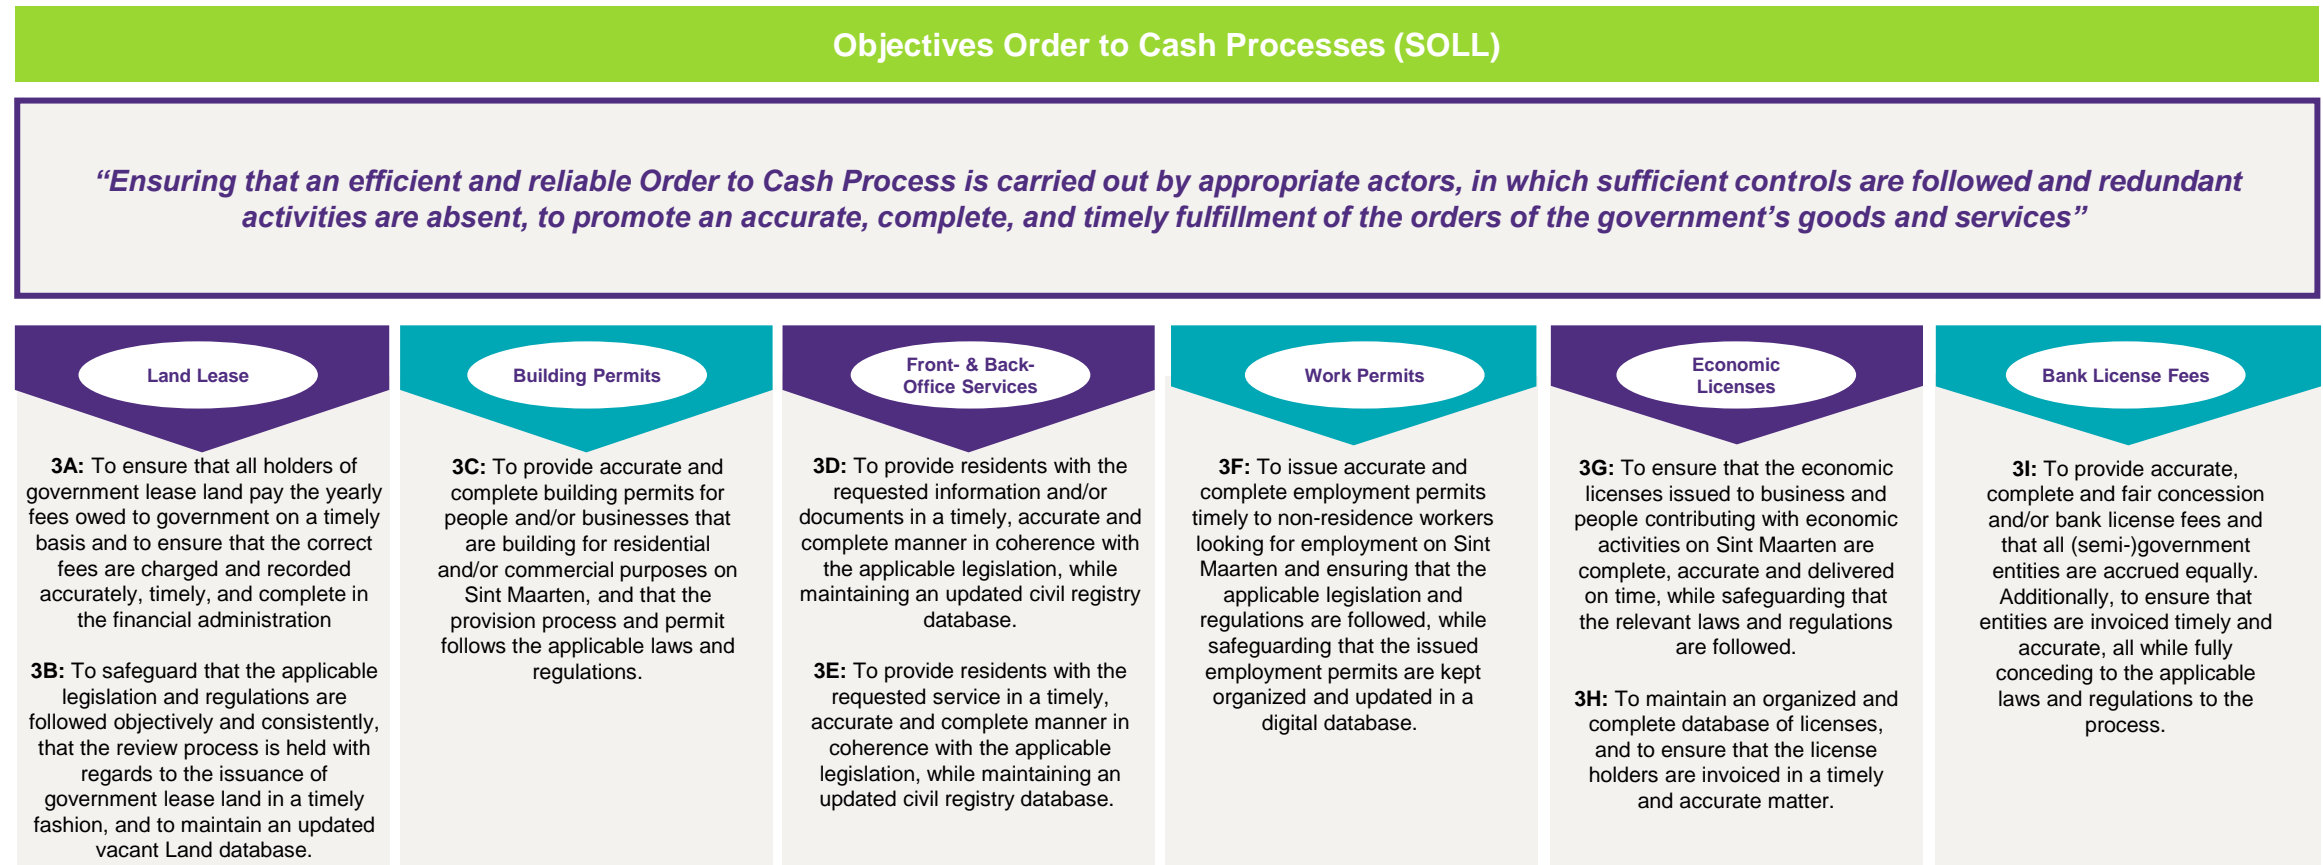 Objectives Order to Cash Processes (SOLL)
“Ensuring that an efficient and reliable Order to Cash Process is carried out by appropriate actors, in which sufficient controls are followed and redundant
activities are absent, to promote an accurate, complete, and timely fulfillment of the orders of the government’s goods and services”
Land Lease
3A: To ensure that all holders of
government lease land pay the yearly
fees owed to government on a timely
basis and to ensure that the correct
fees are charged and recorded
accurately, timely, and complete in
the financial administration
3B: To safeguard that the applicable
legislation and regulations are
followed objectively and consistently,
that the review process is held with
regards to the issuance of
government lease land in a timely
fashion, and to maintain an updated
vacant Land database.
Building Permits
3C: To provide accurate and
complete building permits for
people and/or businesses that
are building for residential
and/or commercial purposes on
Sint Maarten, and that the
provision process and permit
follows the applicable laws and
regulations.
Front- & Back-
Office Services
3D: To provide residents with the
requested information and/or
documents in a timely, accurate and
complete manner in coherence with
the applicable legislation, while
maintaining an updated civil registry
database.
3E: To provide residents with the
requested service in a timely,
accurate and complete manner in
coherence with the applicable
legislation, while maintaining an
updated civil registry database.
Work Permits
3F: To issue accurate and
complete employment permits
timely to non-residence workers
looking for employment on Sint
Maarten and ensuring that the
applicable legislation and
regulations are followed, while
safeguarding that the issued
employment permits are kept
organized and updated in a
digital database.
Economic
Licenses
3G: To ensure that the economic
licenses issued to business and
people contributing with economic
activities on Sint Maarten are
complete, accurate and delivered
on time, while safeguarding that
the relevant laws and regulations
are followed.
3H: To maintain an organized and
complete database of licenses,
and to ensure that the license
holders are invoiced in a timely
and accurate matter.
Bank License Fees
3I: To provide accurate,
complete and fair concession
and/or bank license fees and
that all (semi-)government
entities are accrued equally.
Additionally, to ensure that
entities are invoiced timely and
accurate, all while fully
conceding to the applicable
laws and regulations to the
process.